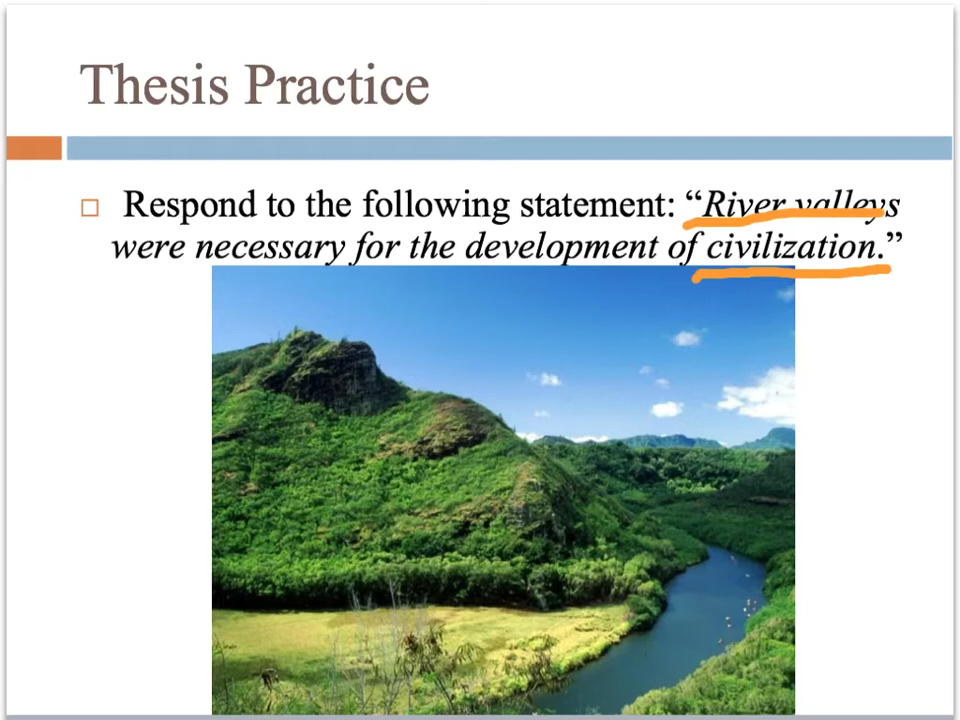 Thesis Practice
Respond to the following statement: “River valleys
were necessary for the development of civilization.”